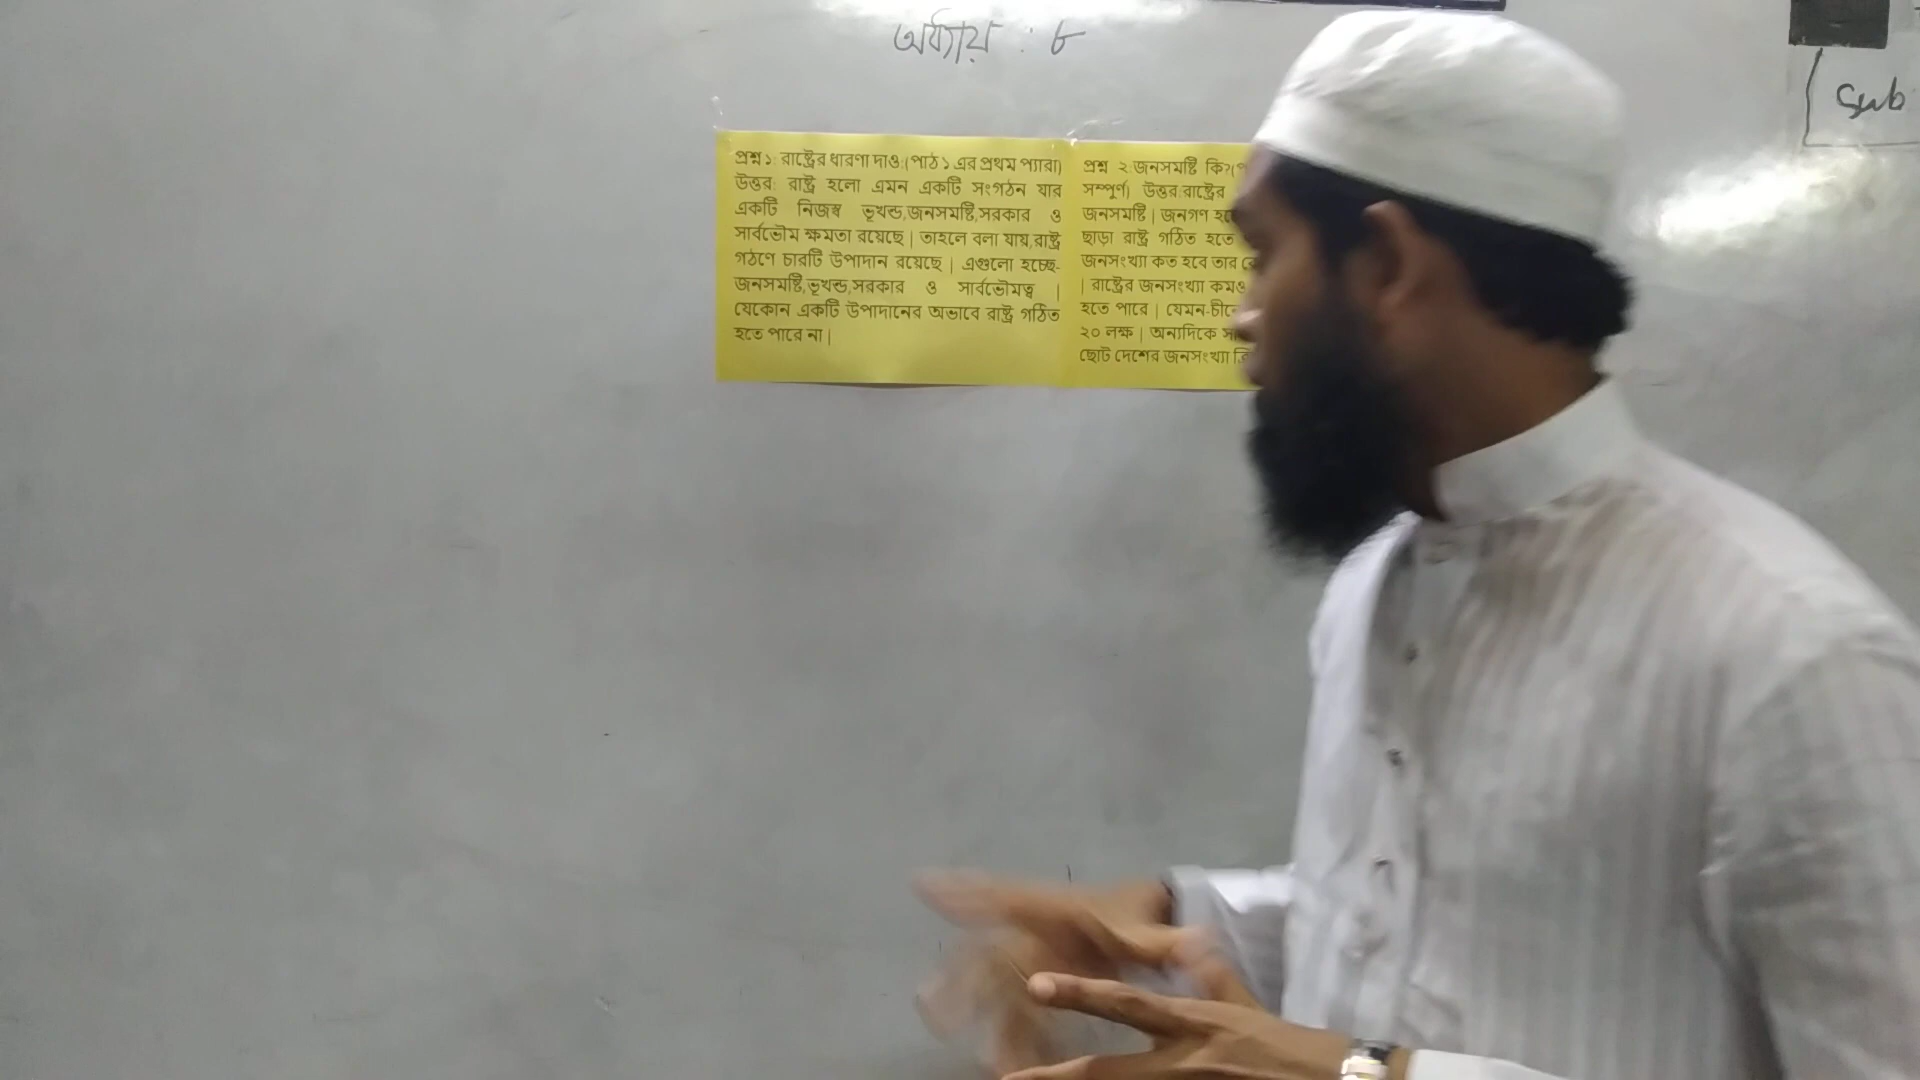 অধ্যায় : ৮
Sub
প্রশ্ন ১: রাষ্ট্রের ধারণা দাও:(পাঠ ১ এর প্রথম প্যারা)
উত্তর: রাষ্ট্র হলো এমন একটি সংগঠন যার
একটি নিজস্ব ভূখন্ড,জনসমষ্টি,সরকার ও
সার্বভৌম ক্ষমতা রয়েছে | তাহলে বলা যায়,রাষ্ট্র
গঠণে চারটি উপাদান রয়েছে | এগুলো হচ্ছে-
জনসমষ্টি,ভূখন্ড,সরকার ও সার্বভৌমত্ব |
যেকোন একটি উপাদানের অভাবে রাষ্ট্র গঠিত
হতে পারে না |
প্রশ্ন ২:জনসমষ্টি কি?
সম্পূর্ণ) উত্তর:রাষ্ট্রের
জনসমষ্টি | জনগণ
ছাড়া রাষ্ট্র গঠিত হতে
জনসংখ্যা কত হবে তার
| রাষ্ট্রের জনসংখ্যা
হতে পারে | যেমন-
২০ লক্ষ | অন্যদিকে
ছোট দেশের জনসংখ্যা